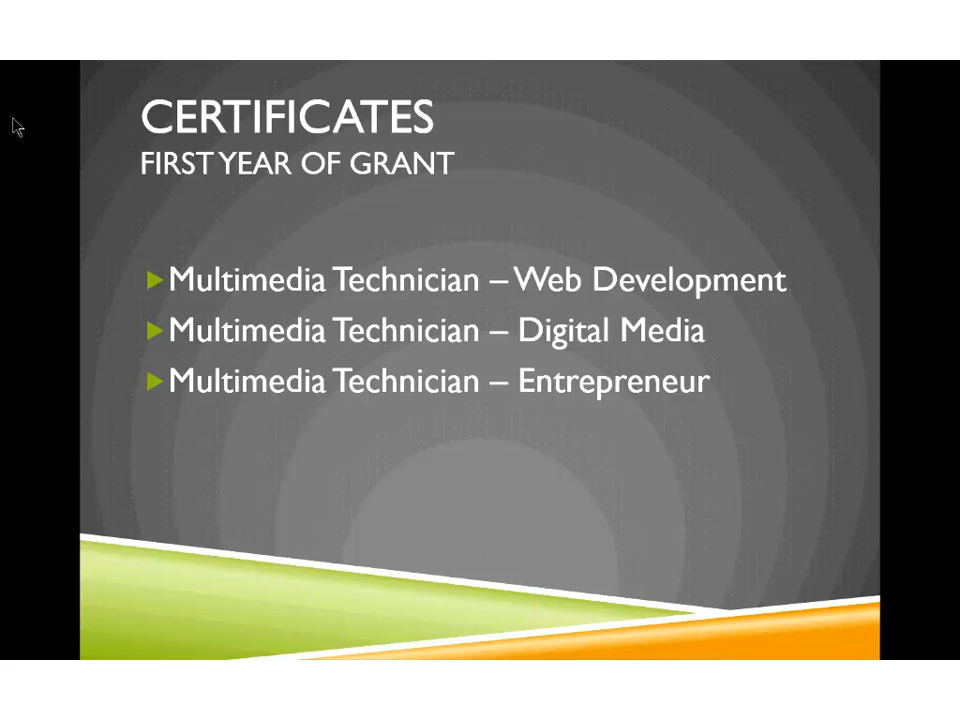 CERTIFICATES
FIRST YEAR OF GRANT
Multimedia Technician – Web Development
Multimedia Technician – Digital Media
Multimedia Technician – Entrepreneur